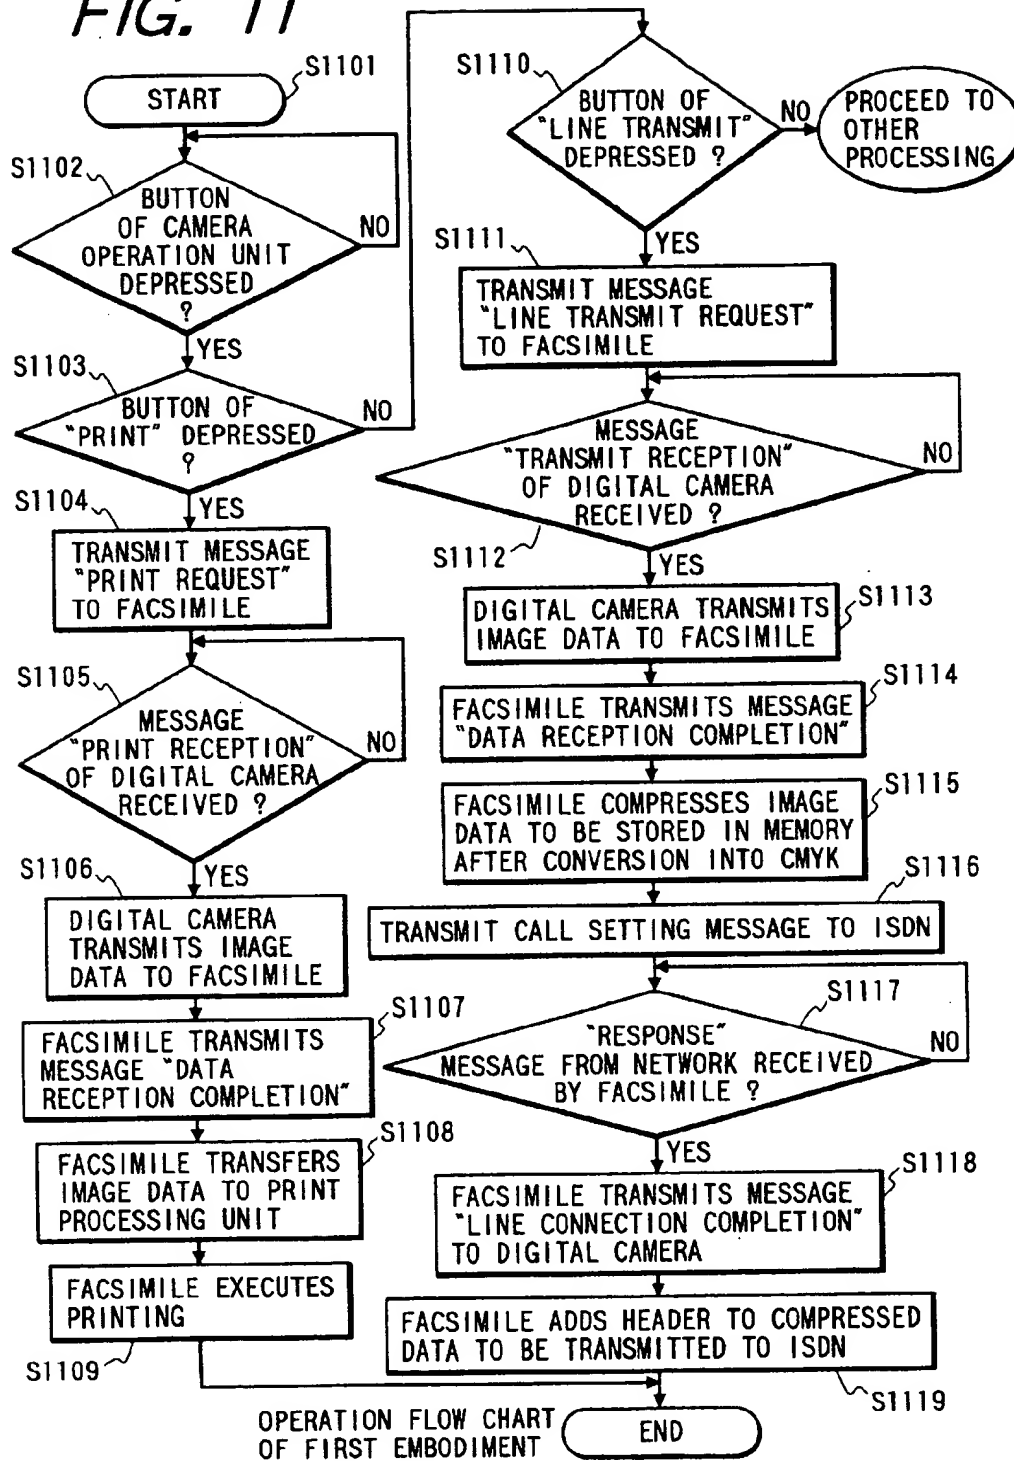 FIG. 11
S1101
START
S1102
BUTTON
OF CAMERA
OPERATION UNIT
DEPRESSED
?
NO
YES
S1103
BUTTON OF
"PRINT" DEPRESSED
?
NO
YES
S1104
TRANSMIT MESSAGE
"PRINT REQUEST"
TO FACSIMILE
S1105
MESSAGE
"PRINT RECEPTION"
OF DIGITAL CAMERA
RECEIVED ?
NO
YES
S1106
DIGITAL CAMERA
TRANSMITS IMAGE
DATA TO FACSIMILE
S1107
FACSIMILE TRANSMITS
MESSAGE "DATA
RECEPTION COMPLETION"
S1108
FACSIMILE TRANSFERS
IMAGE DATA TO PRINT
PROCESSING UNIT
FACSIMILE EXECUTES
PRINTING
S1109
S1110
BUTTON OF
"LINE TRANSMIT"
DEPRESSED ?
NO
PROCEED TO
OTHER
PROCESSING
YES
S1111
TRANSMIT MESSAGE
"LINE TRANSMIT REQUEST"
TO FACSIMILE
MESSAGE
"TRANSMIT RECEPTION"
OF DIGITAL CAMERA
RECEIVED ?
NO
S1112
YES
S1113
DIGITAL CAMERA TRANSMITS
IMAGE DATA TO FACSIMILE
S1114
FACSIMILE TRANSMITS MESSAGE
"DATA RECEPTION COMPLETION"
S1115
FACSIMILE COMPRESSES IMAGE
DATA TO BE STORED IN MEMORY
AFTER CONVERSION INTO CMYK
S1116
TRANSMIT CALL SETTING MESSAGE TO ISDN
S1117
"RESPONSE"
MESSAGE FROM NETWORK RECEIVED
BY FACSIMILE ?
NO
YES
S1118
FACSIMILE TRANSMITS MESSAGE
"LINE CONNECTION COMPLETION"
TO DIGITAL CAMERA
FACSIMILE ADDS HEADER TO COMPRESSED
DATA TO BE TRANSMITTED TO ISDN
S1119
END
OPERATION FLOW CHART
OF FIRST EMBODIMENT